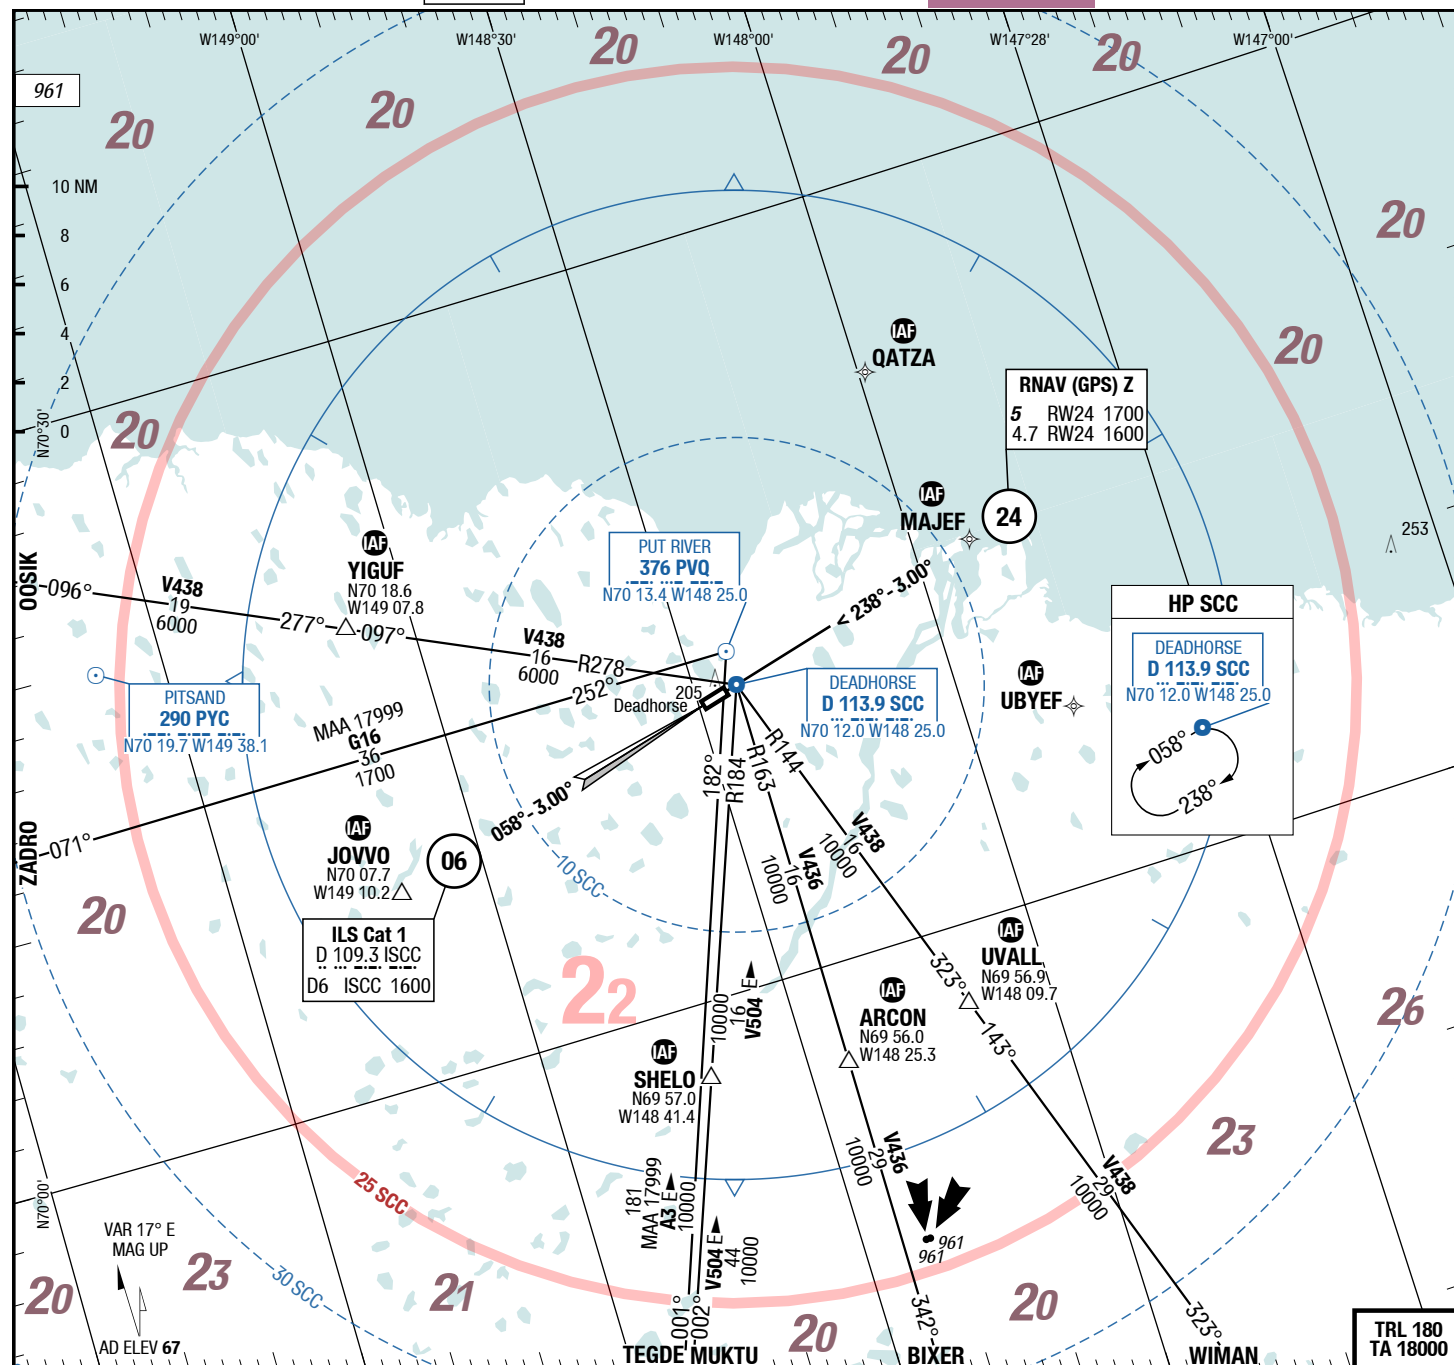 W149°00'
W148°30'
W148°00'
W147°28'
W147°00'
20
20
20
20
20
961
20
20
20
10 NM
8
6
4
2
0
N70°30'
IAF
QATZA
RNAV (GPS) Z
5 RW24 1700
4.7 RW24 1600
IAF
MAJEF
24
253
OOSIK
096°
V438
19
6000
277°
IAF
YIGUF
N70 18.6
W149 07.8
097°
V438
16
6000
R278
PUT RIVER
376 PVQ
N70 13.4 W148 25.0
< 238° - 3.00°
HP SCC
DEADHORSE
D 113.9 SCC
N70 12.0 W148 25.0
058°
238°
PITSAND
290 PYC
N70 19.7 W149 38.1
MAA 17999
G16
36
1700
252°
205
Deadhorse
DEADHORSE
D 113.9 SCC
N70 12.0 W148 25.0
IAF
UBYEF
058° - 3.00°
182°
R184
R163
R144
ZADRO
071°
IAF
JOVVO
N70 07.7
W149 10.2
06
10 SCC
V436
16
10000
V438
16
10000
20
ILS Cat 1
D 109.3 ISCC
D6 ISCC 1600
22
10000
16
V504 E
IAF
UVALL
N69 56.9
W148 09.7
323°
143°
IAF
ARCON
N69 56.0
W148 25.3
26
IAF
SHELO
N69 57.0
W148 41.4
23
V436
29
10000
V438
29
10000
181
MAA 17999
A3 E
10000
V504 E
44
10000
25 SCC
N70°00'
VAR 17° E
MAG UP
961
961
20
23
30 SCC
21
20
20
AD ELEV 67
001°
002°
342°
323°
TEGDE
MUKTU
BIXER
WIMAN
TRL 180
TA 18000